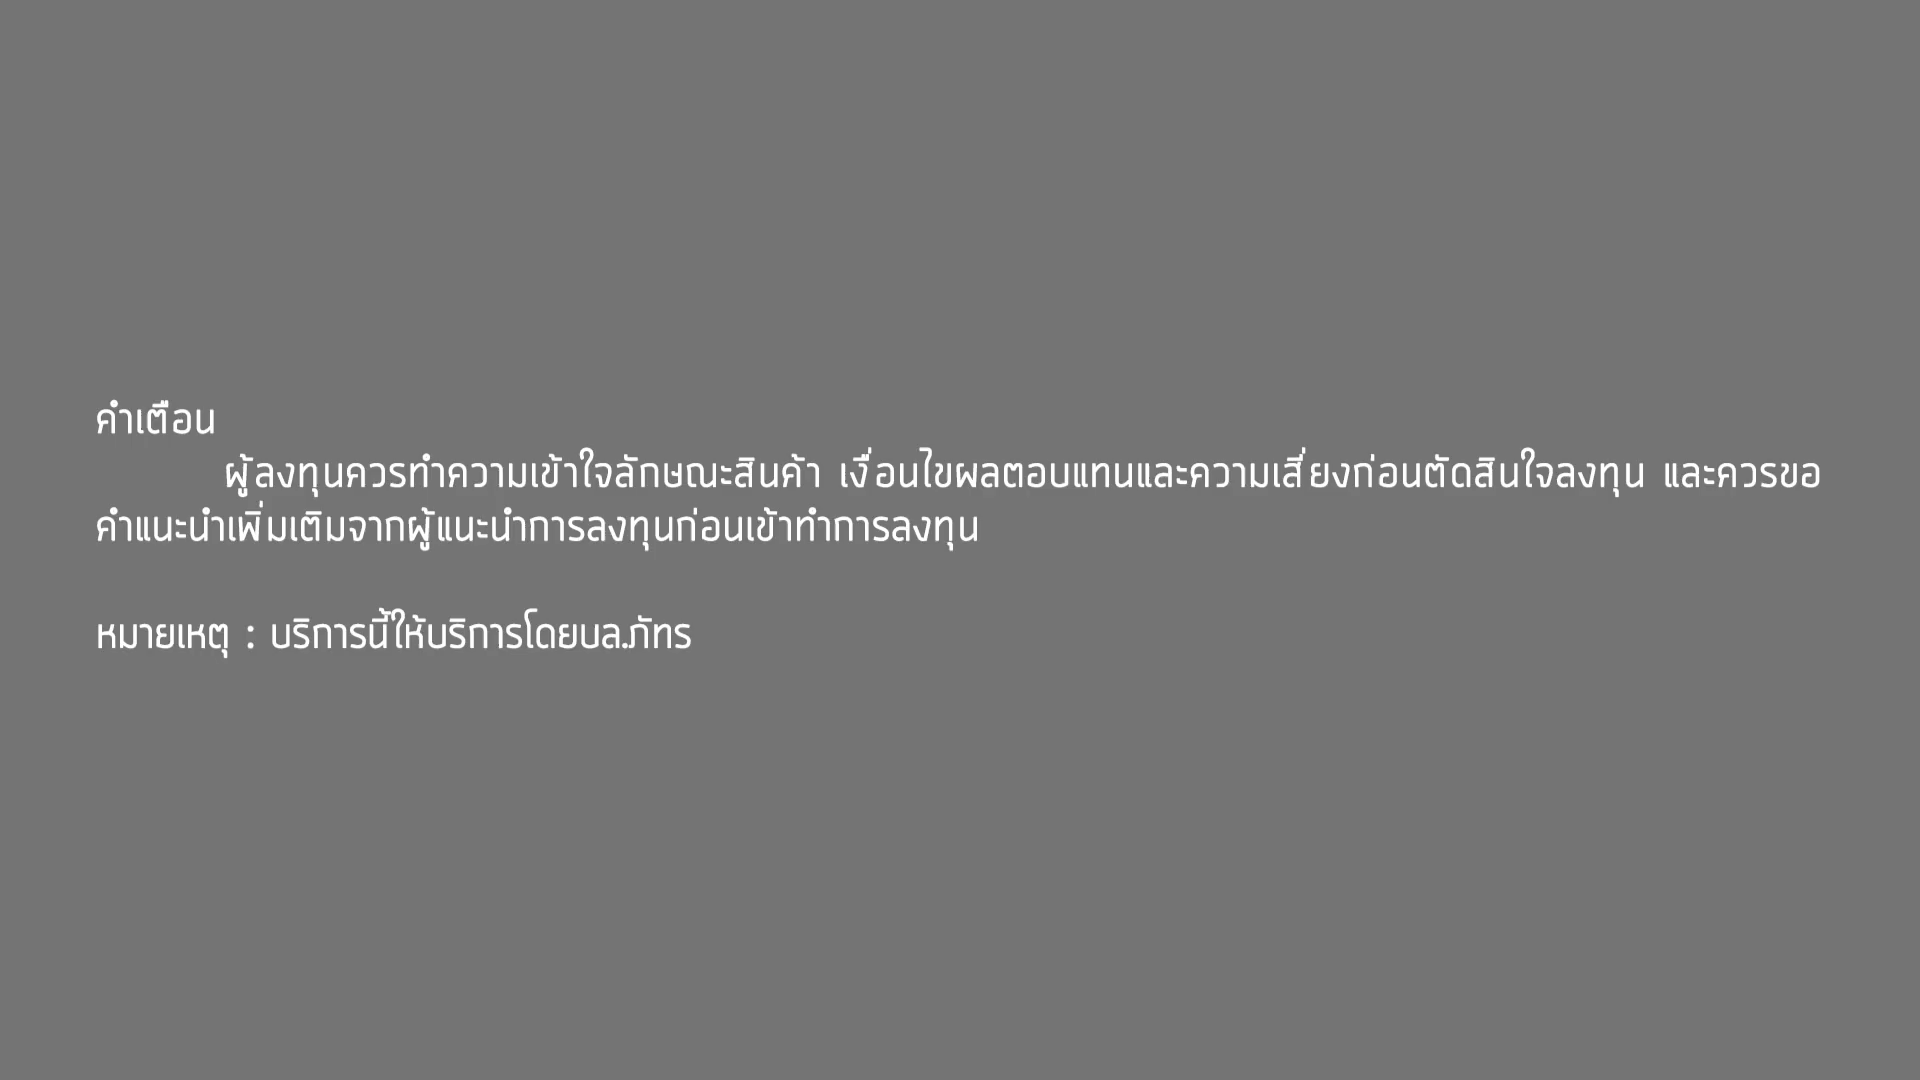 คำเตือน
ผู้ลงทุนควรทำความเข้าใจลักษณะสินค้า เงื่อนไขผลตอบแทนและความเสี่ยงก่อนตัดสินใจลงทุน และควรขอ
คำแนะนำเพิ่มเติมจากผู้แนะนำการลงทุนก่อนเข้าทำการลงทุน
หมายเหตุ : บริการนี้ให้บริการโดยบล.ภัทร